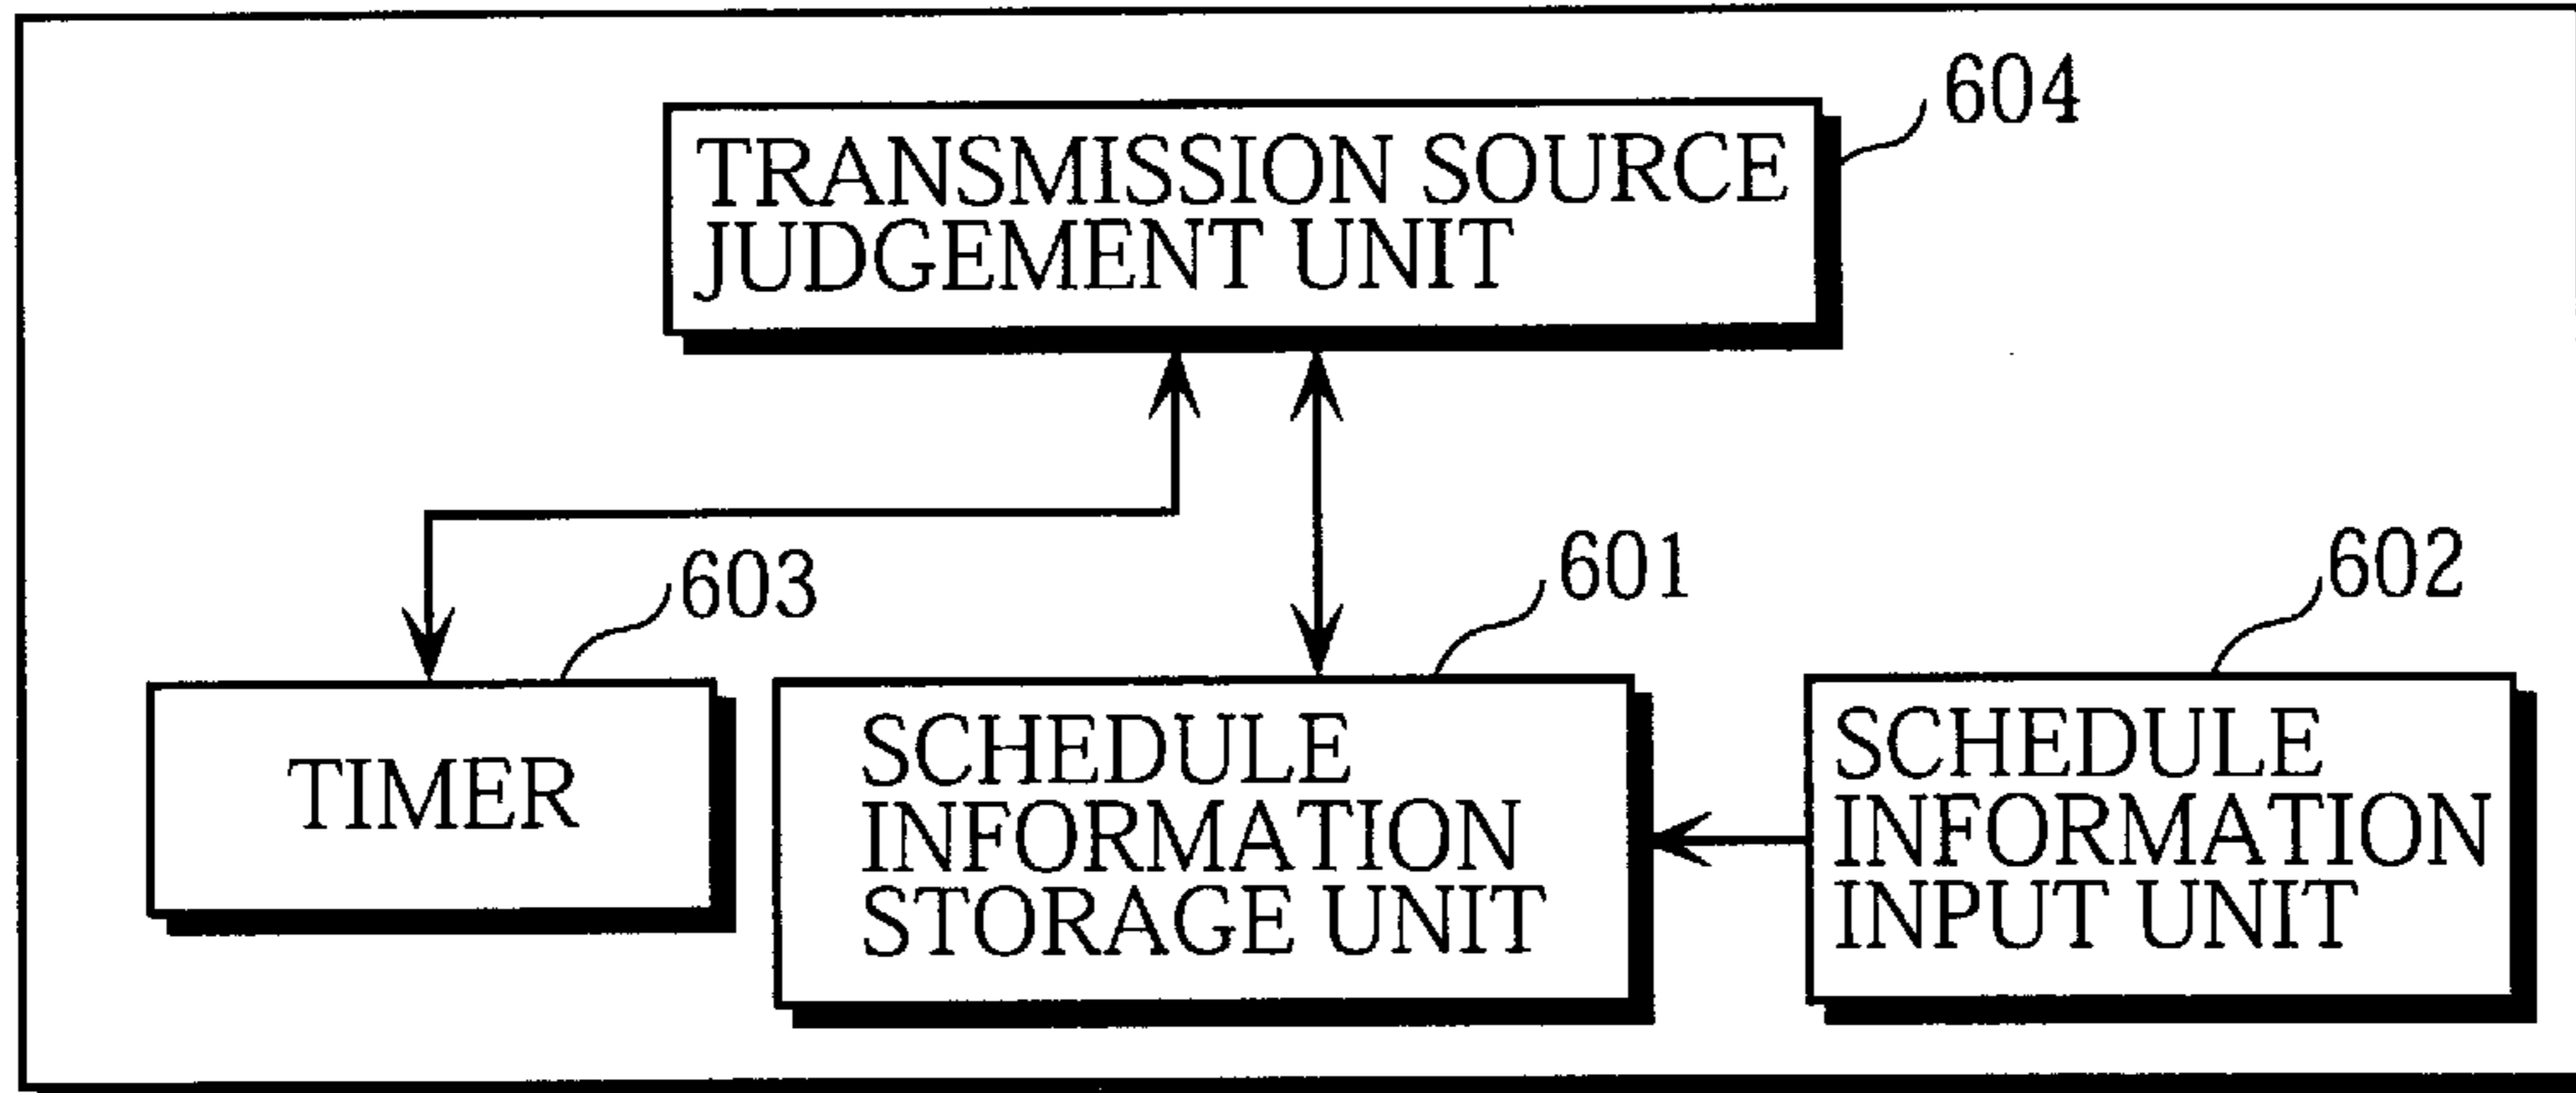 604
TRANSMISSION SOURCE
JUDGEMENT UNIT
603
TIMER
601
SCHEDULE
INFORMATION
STORAGE UNIT
602
SCHEDULE
INFORMATION
INPUT UNIT